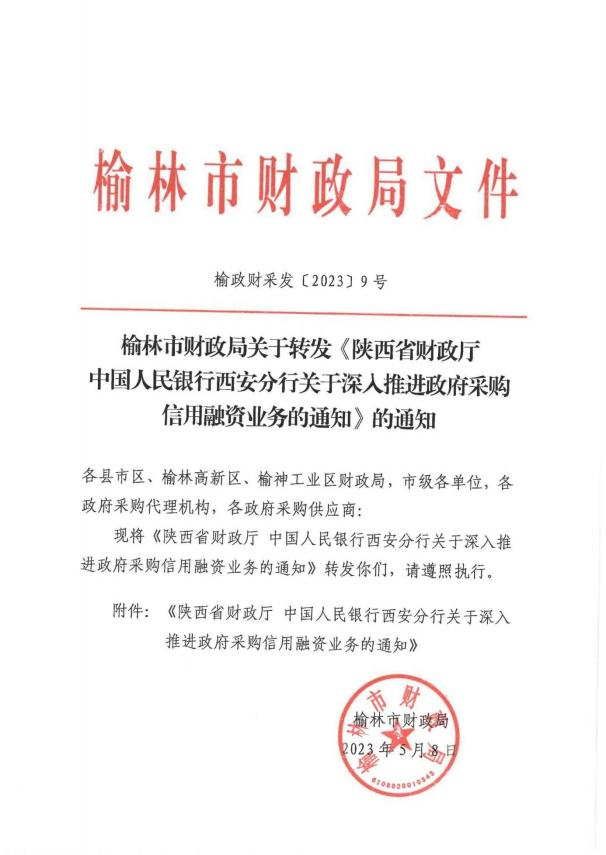 榆林市财政局文件
榆政财采发〔2023〕9号
榆林市财政局关于转发《陕西省财政厅
中国人民银行西安分行关于深入推进政府采购
信用融资业务的通知》的通知
各县市区、榆林高新区、榆神工业区财政局，市级各单位，各
政府采购代理机构，各政府采购供应商：
现将《陕西省财政厅 中国人民银行西安分行关于深入推
进政府采购信用融资业务的通知》转发你们，请遵照执行。
附件：《陕西省财政厅 中国人民银行西安分行关于深入
推进政府采购信用融资业务的通知》
榆林市财政局
2023年5月8日
榆林市财政局
6108020010343